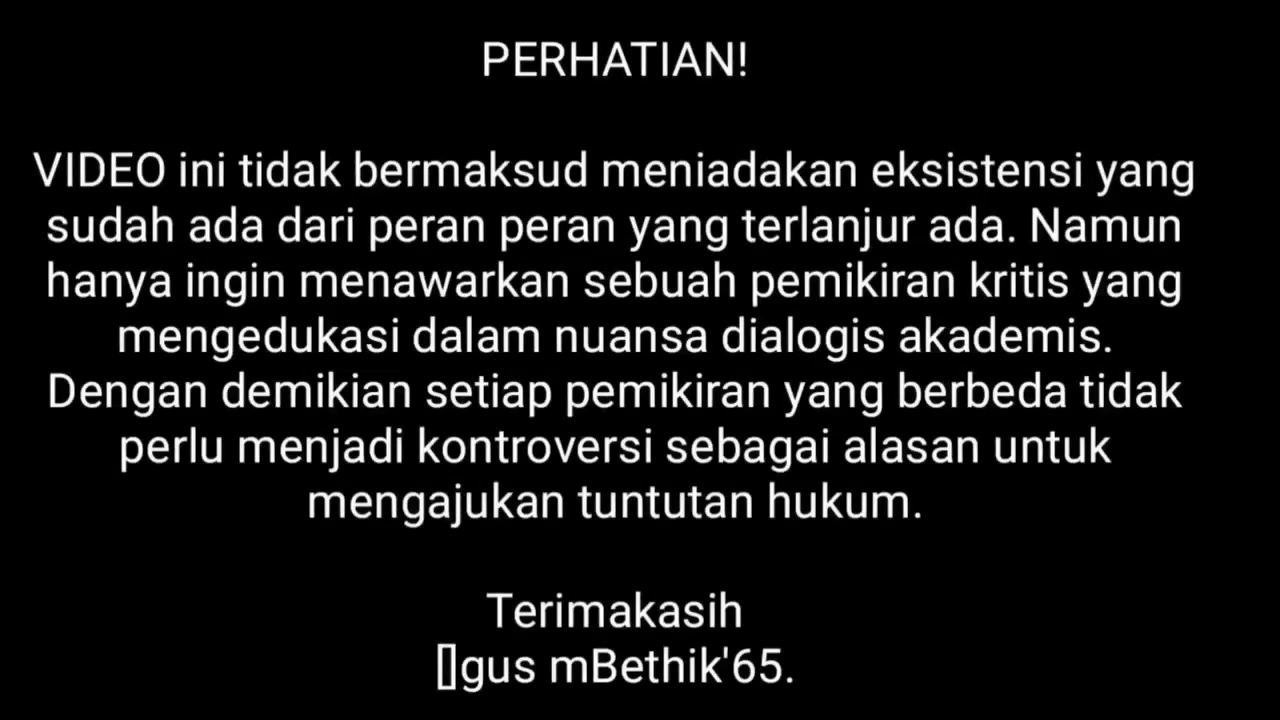 PERHATIAN!
VIDEO ini tidak bermaksud meniadakan eksistensi yang
sudah ada dari peran peran yang terlanjur ada. Namun
hanya ingin menawarkan sebuah pemikiran kritis yang
mengedukasi dalam nuansa dialogis akademis.
Dengan demikian setiap pemikiran yang berbeda tidak
perlu menjadi kontroversi sebagai alasan untuk
mengajukan tuntutan hukum.
Terimakasih
[]gus mBethik'65.